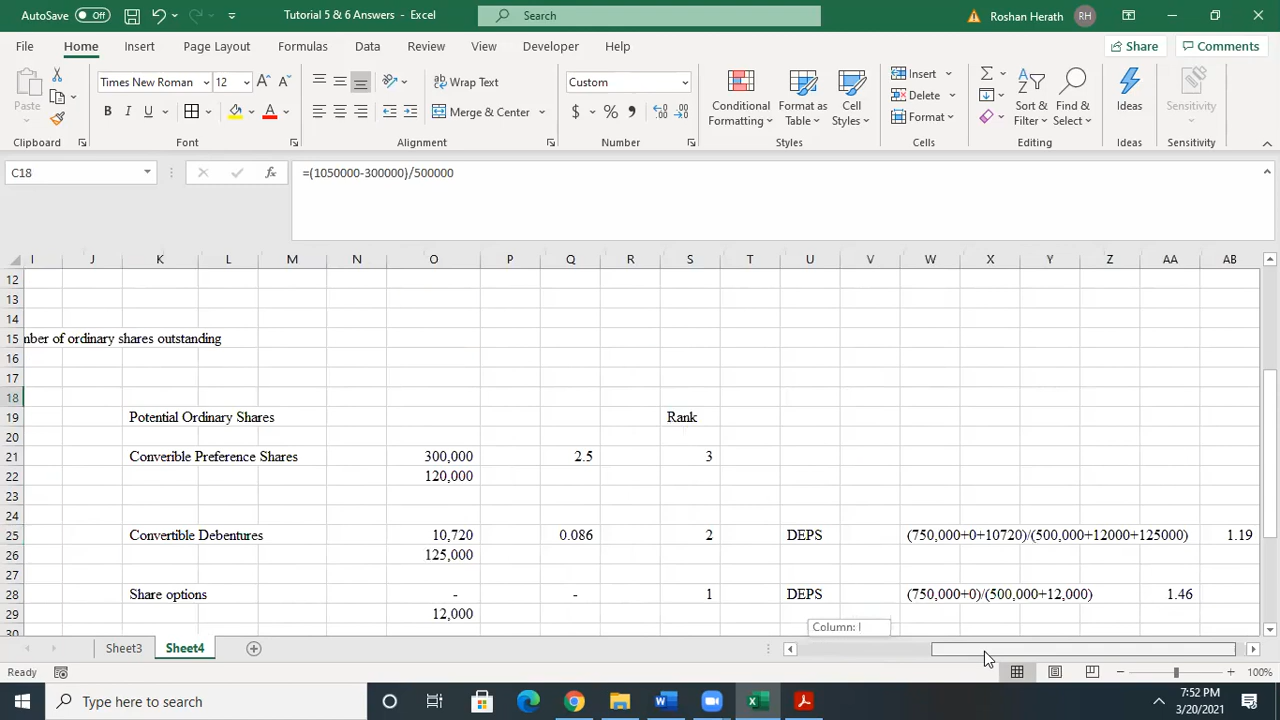 AutoSave Off Tutorial 5 & 6 Answers - Excel Search Roshan Herath RH
File Home Insert Page Layout Formulas Data Review View Developer Help Share Comments
Paste Times New Roman 12 Wrap Text Custom Conditional Formatting Format as Table Cell Styles Insert Sort & Filter Find & Select Ideas Sensitivity
B I U A Merge & Center $ % Delete Format
Clipboard Font Alignment Number Styles Cells Editing Ideas Sensitivity
C18 fx =(1050000-300000)/500000
I J K L M N O P Q R S T U V W X Y Z AA AB
12
13
14
15 nber of ordinary shares outstanding
16
17
18
19 Potential Ordinary Shares Rank
20
21 Converible Preference Shares 300,000 2.5 3
22 120,000
23
24
25 Convertible Debentures 10,720 0.086 2 DEPS (750,000+0+10720)/(500,000+12000+125000) 1.19
26 125,000
27
28 Share options - - 1 DEPS (750,000+0)/(500,000+12,000) 1.46
29 12,000
30
Column: I
Sheet3 Sheet4
Ready 100%
Type here to search 7:52 PM
3/20/2021